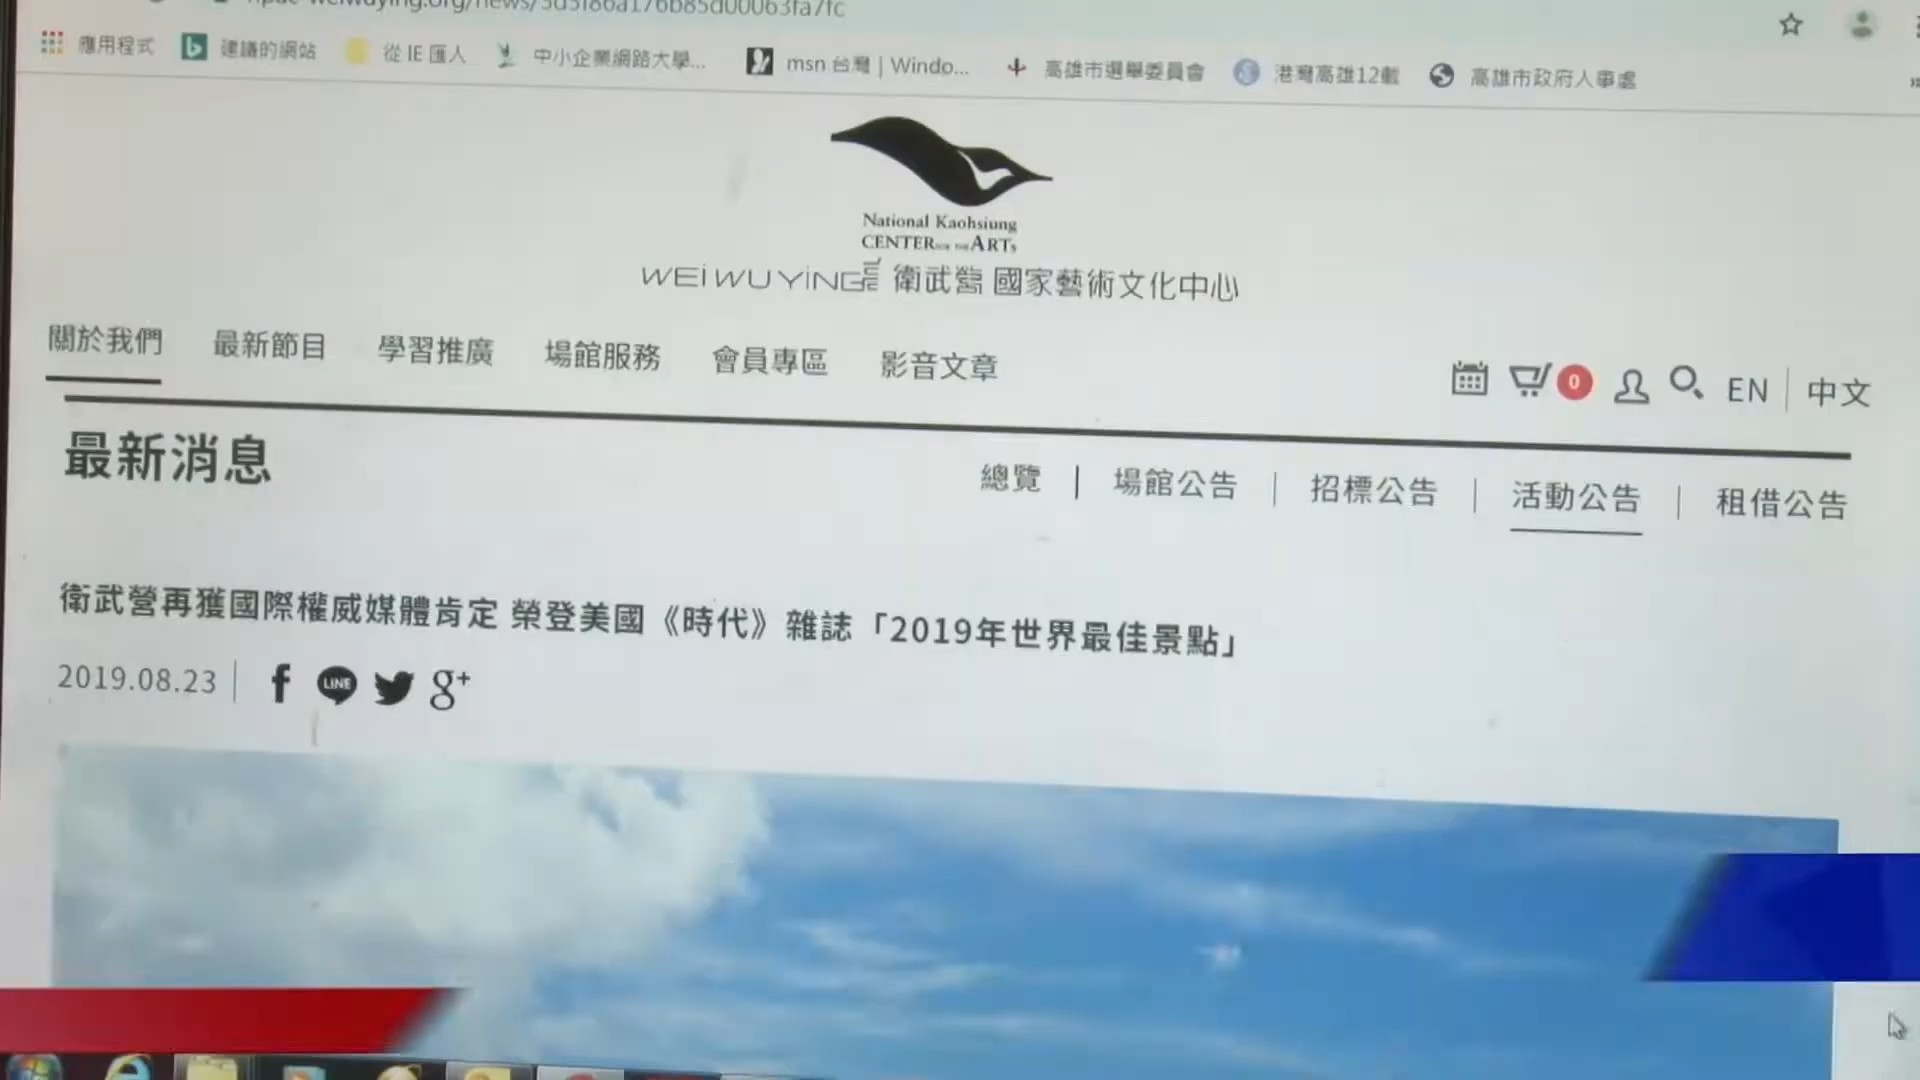 應用程式 建議的網站 從 IE 匯入 中小企業網路大學... msn 台灣 | Windo... 高雄市選舉委員會 港灣高雄12載 高雄市政府人事處
National Kaohsiung
CENTER FOR THE ARTS
WEIWUYING 衛武營 國家藝術文化中心
關於我們 最新節目 學習推廣 場館服務 會員專區 影音文章 0 EN 中文
最新消息 總覽 | 場館公告 | 招標公告 | 活動公告 | 租借公告
衛武營再獲國際權威媒體肯定 榮登美國《時代》雜誌「2019年世界最佳景點」
2019.08.23 f LINE g+